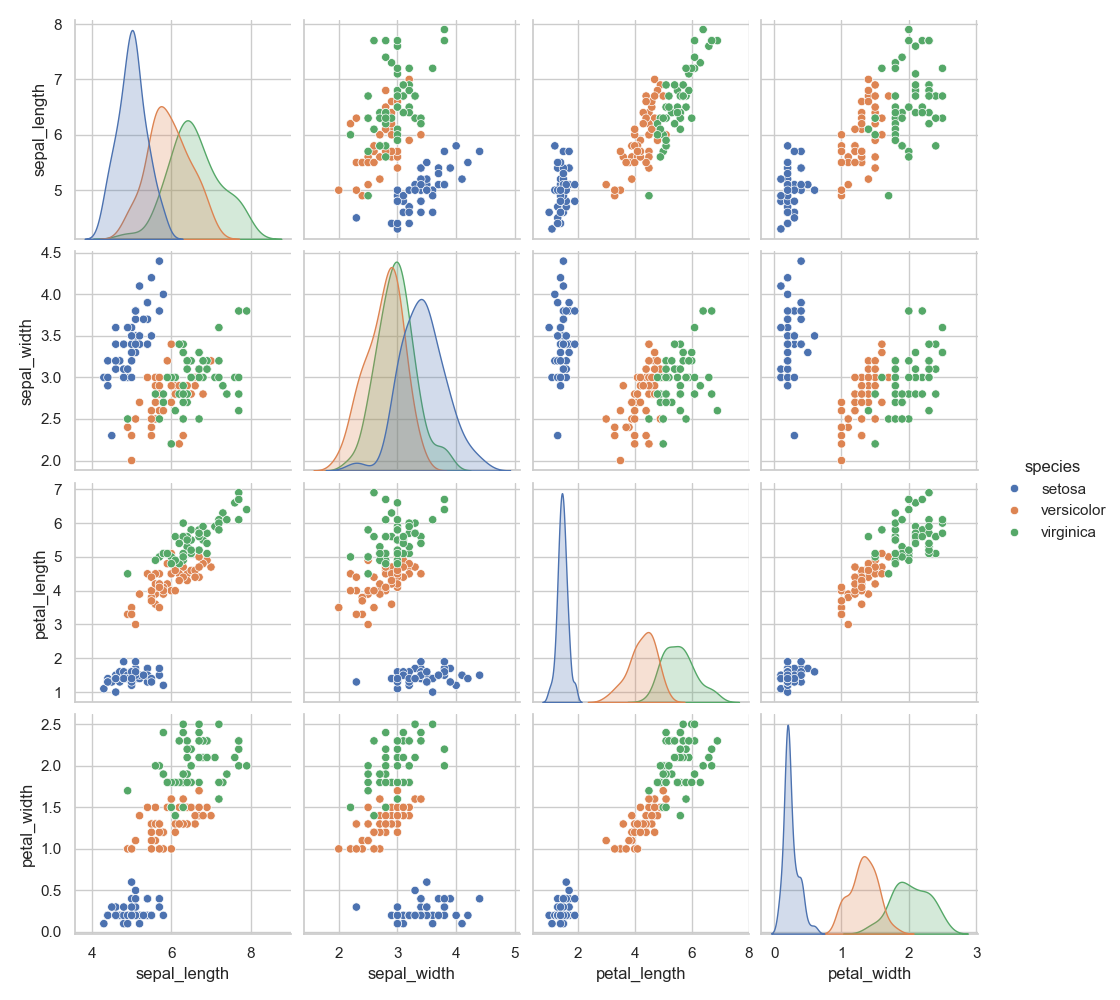 8
7
6
5
sepal_length
4.5
4.0
3.5
3.0
2.5
2.0
sepal_width
species
setosa
versicolor
virginica
7
6
5
4
3
2
1
petal_length
2.5
2.0
1.5
1.0
0.5
0.0
petal_width
4 6 8
2 3 4 5
2 4 6 8
0 1 2 3
sepal_length
sepal_width
petal_length
petal_width